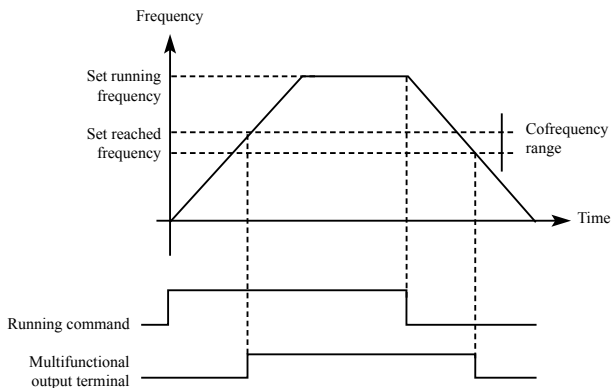 Frequency
Set running
frequency
Set reached
frequency
Cofrequency
range
Time
Running command
Multifunctional
output terminal